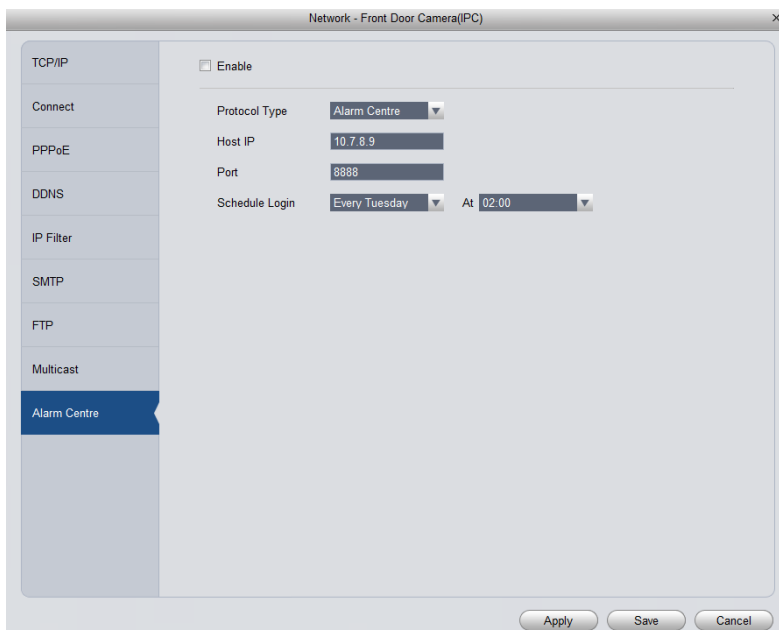 Network - Front Door Camera(IPC)
TCP/IP
Connect
PPPoE
DDNS
IP Filter
SMTP
FTP
Multicast
Alarm Centre
Enable
Protocol Type Alarm Centre
Host IP 10.7.8.9
Port 8888
Schedule Login Every Tuesday At 02:00
Apply Save Cancel